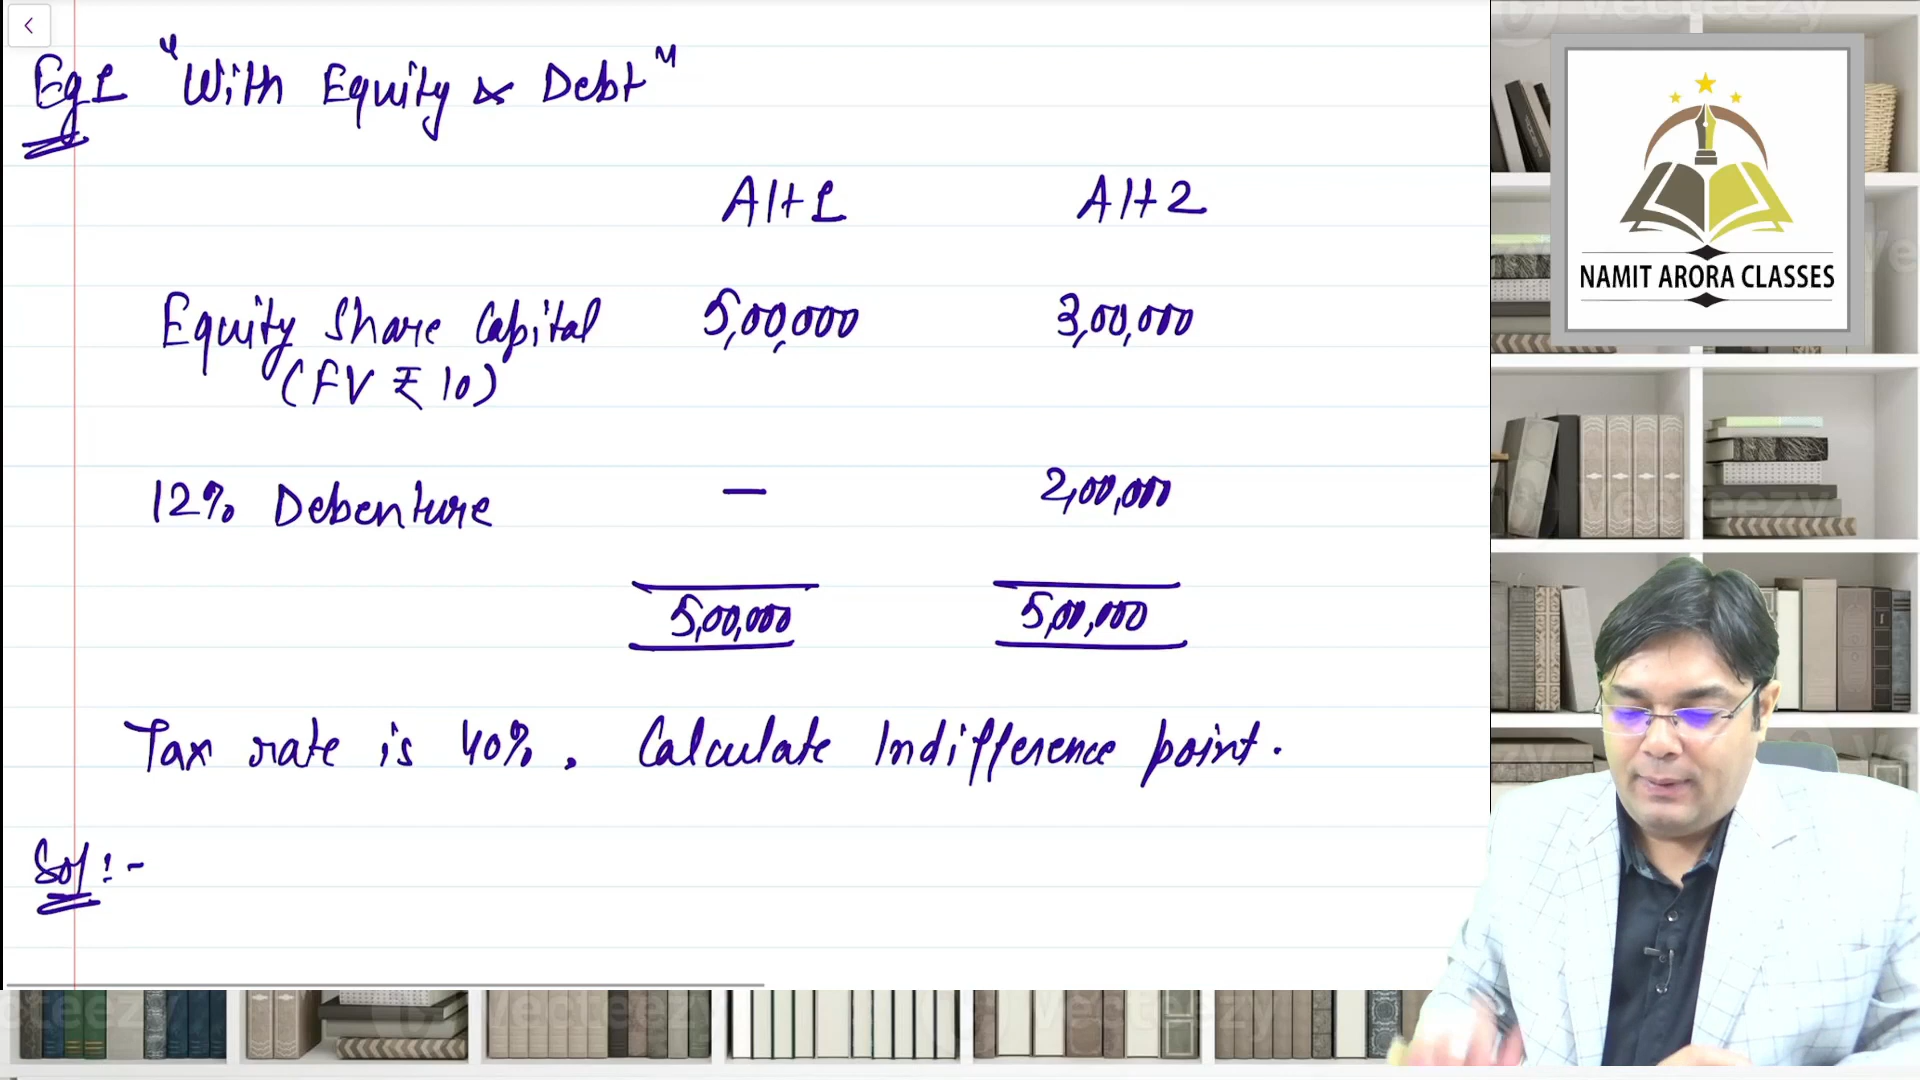 Eg 1 "With Equity & Debt"
Alt 1 Alt 2
Equity Share Capital 5,00,000 3,00,000
(FV ₹ 10)
12% Debenture — 2,00,000
5,00,000 5,00,000
Tax rate is 40%. Calculate Indifference point.
Sol :-
NAMIT ARORA CLASSES